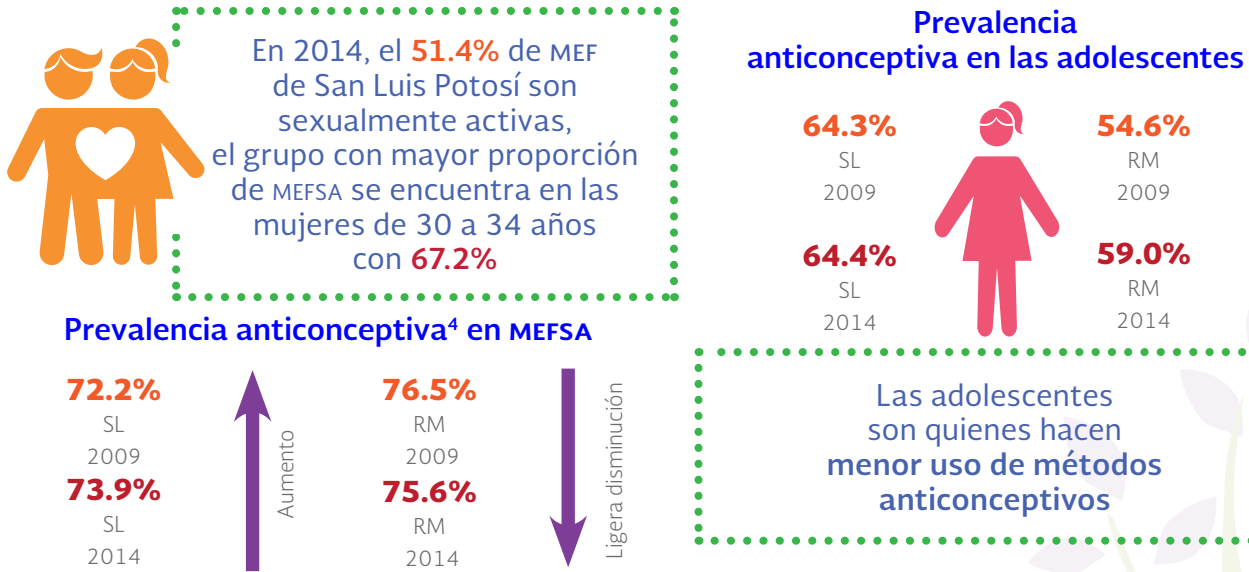 En 2014, el 51.4% de MEF
de San Luis Potosí son
sexualmente activas,
el grupo con mayor proporción
de MEFSA se encuentra en las
mujeres de 30 a 34 años
con 67.2%
Prevalencia anticonceptiva⁴ en MEFSA
72.2%
SL
2009
73.9%
SL
2014
Aumento
76.5%
RM
2009
75.6%
RM
2014
Ligera disminución
Prevalencia
anticonceptiva en las adolescentes
64.3%
SL
2009
64.4%
SL
2014
54.6%
RM
2009
59.0%
RM
2014
Las adolescentes
son quienes hacen
menor uso de métodos
anticonceptivos